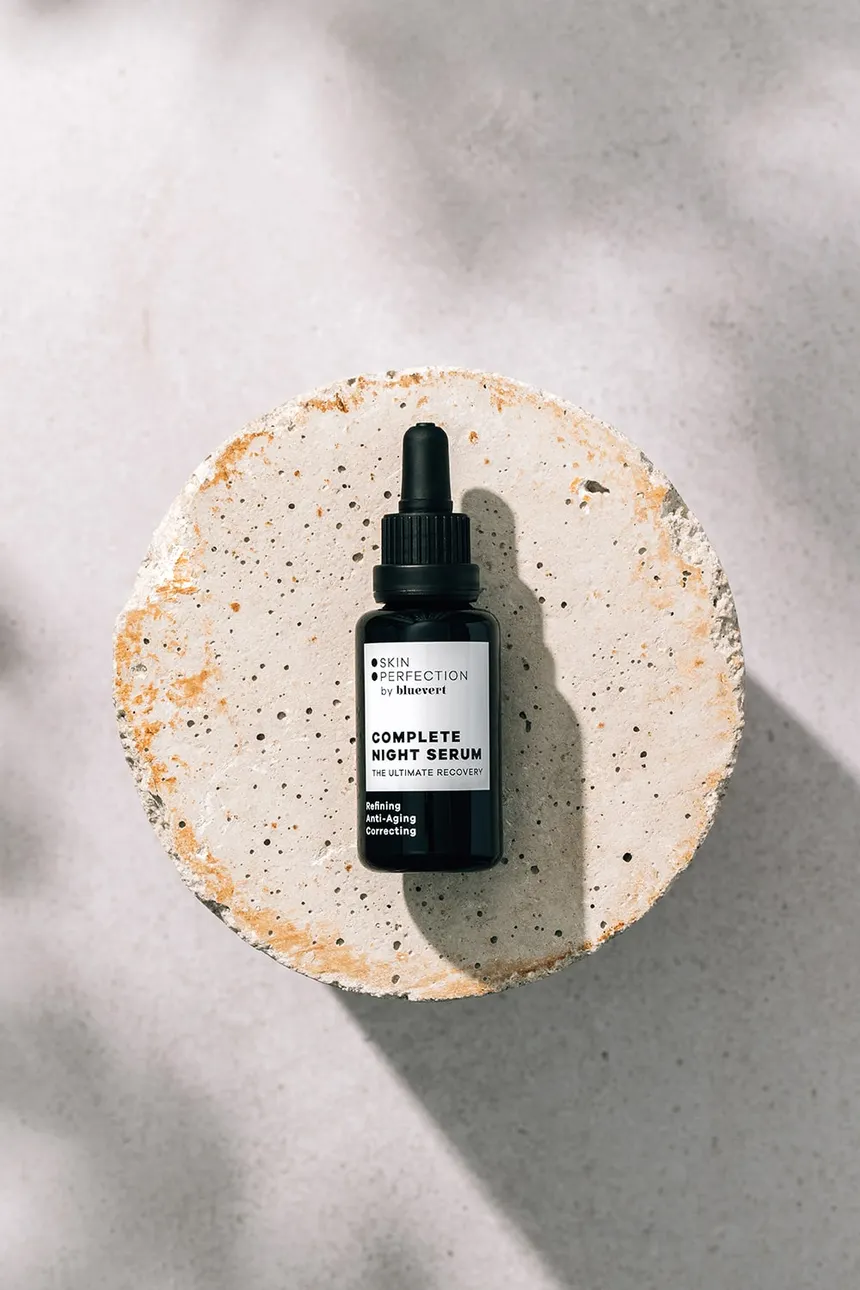 SKIN
PERFECTION
by bluevert
COMPLETE
NIGHT SERUM
THE ULTIMATE RECOVERY
Refining
Anti-Aging
Correcting